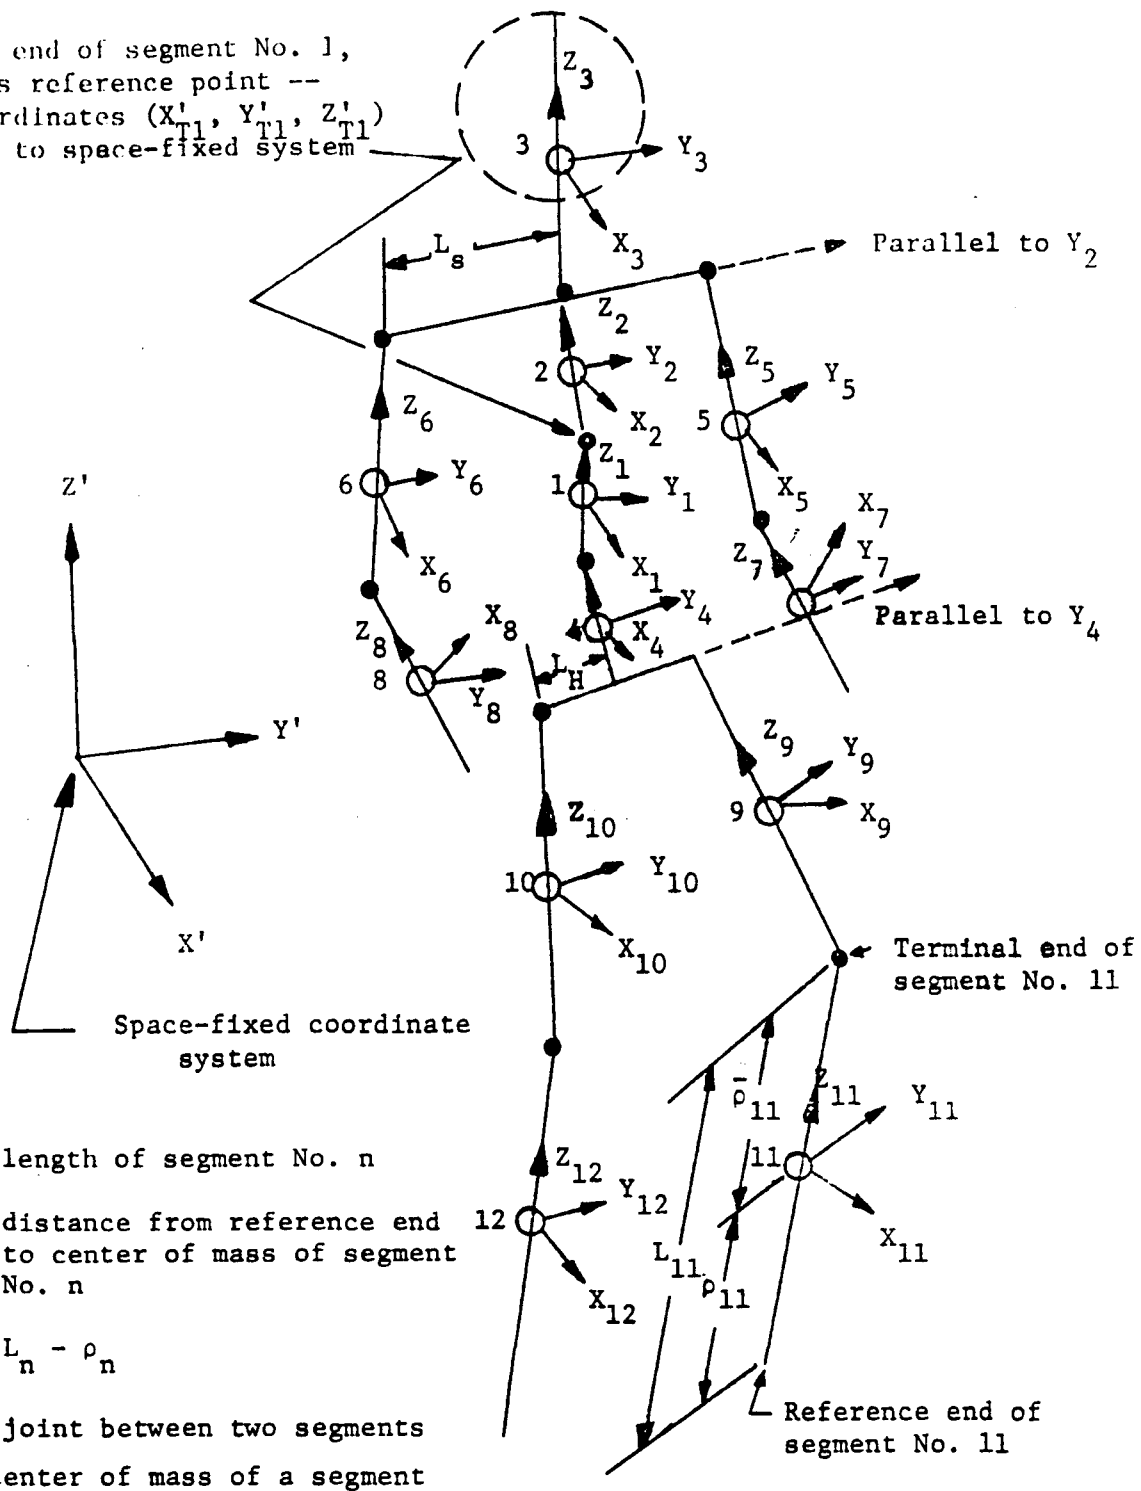 end of segment No. 1,
s reference point --
rdinates (X'T1, Y'T1, Z'T1)
to space-fixed system
Z3
3
Y3
X3
Ls
Parallel to Y2
Z2
2
Y2
X2
Z5
Y5
5
X5
Z6
6
Y6
X6
Z1
1
Y1
X1
X7
Z7
Y7
Parallel to Y4
Y4
4
X4
LH
X8
Z8
8
Y8
Z'
Y'
X'
Z9
Y9
9
X9
Z10
10
Y10
X10
Terminal end of
segment No. 11
Space-fixed coordinate
system
ρ̄11
Z11
Y11
11
X11
L11
ρ11
length of segment No. n
Z12
Y12
12
X12
distance from reference end
to center of mass of segment
No. n
Ln - ρn
Reference end of
segment No. 11
joint between two segments
enter of mass of a segment